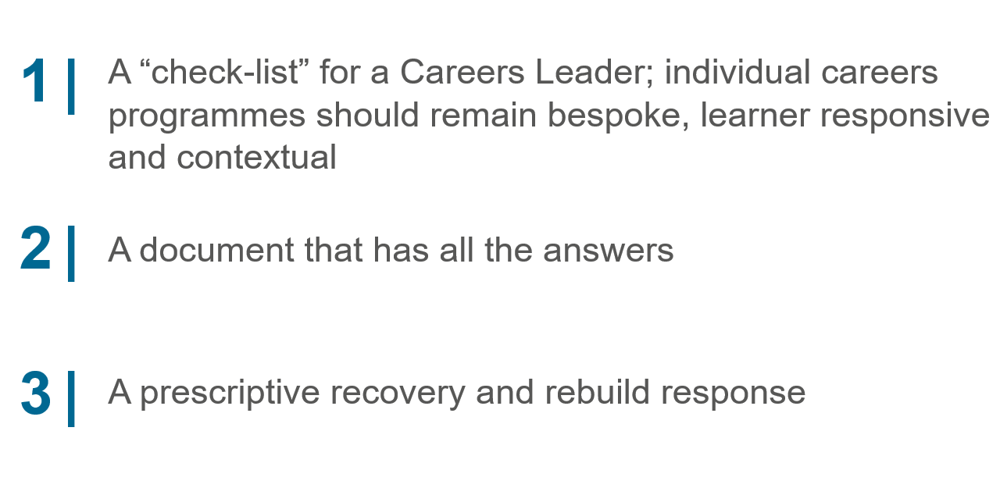 1 | A “check-list” for a Careers Leader; individual careers
programmes should remain bespoke, learner responsive
and contextual
2 | A document that has all the answers
3 | A prescriptive recovery and rebuild response